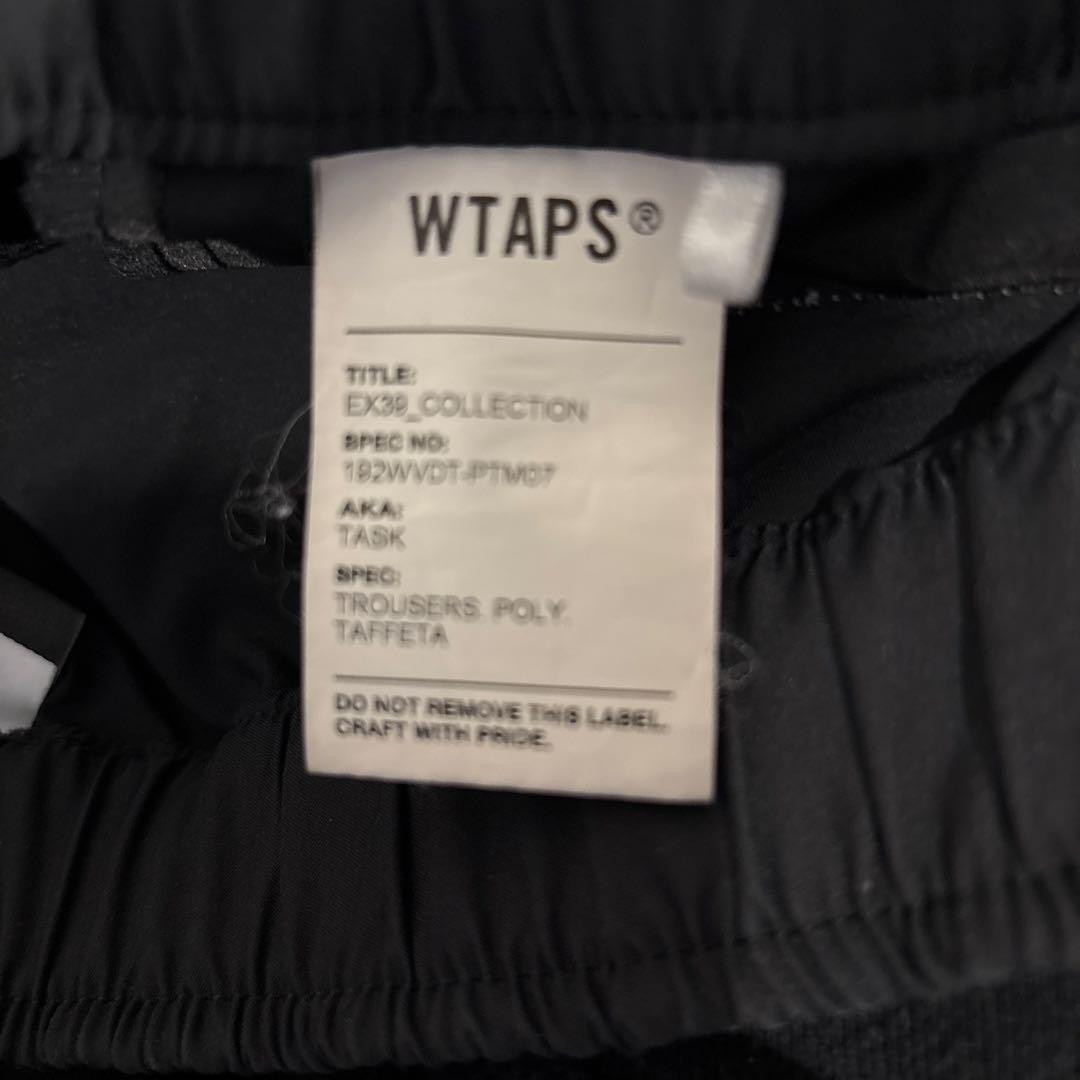 WTAPS®
TITLE:
EX39_COLLECTION
SPEC NO:
192WVDT-PTM07
AKA:
TASK
SPEC:
TROUSERS. POLY.
TAFFETA
DO NOT REMOVE THIS LABEL.
CRAFT WITH PRIDE.